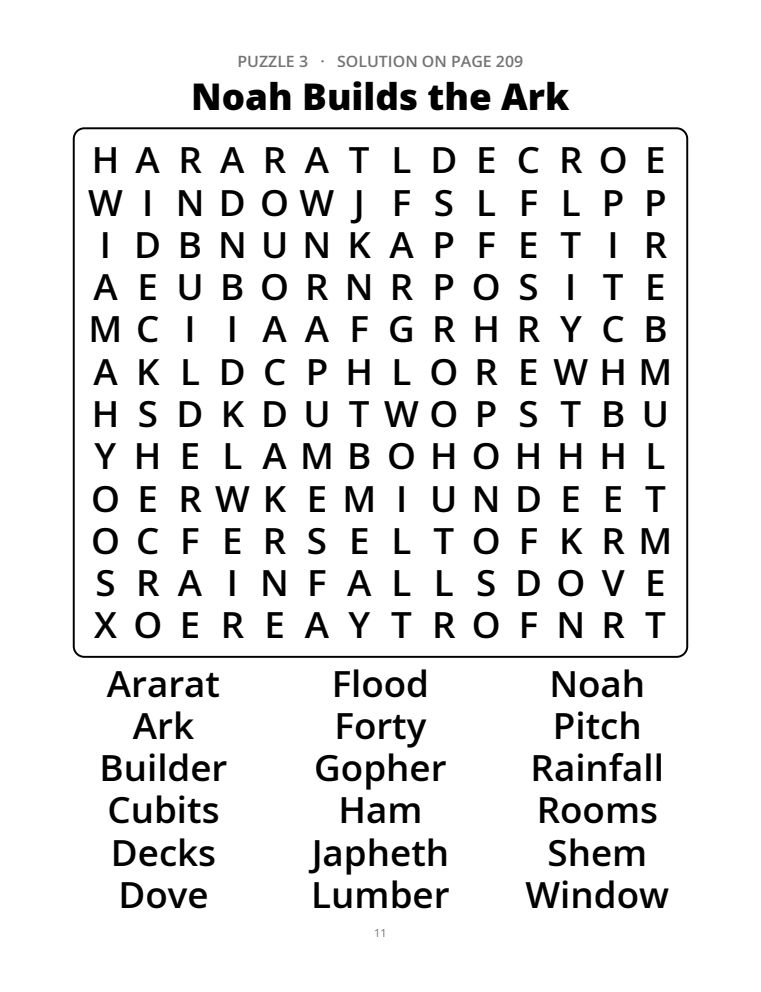 PUZZLE 3 · SOLUTION ON PAGE 209
Noah Builds the Ark
H A R A R A T L D E C R O E
W I N D O W J F S L F L P P
I D B N U N K A P F E T I R
A E U B O R N R P O S I T E
M C I I A A F G R H R Y C B
A K L D C P H L O R E W H M
H S D K D U T W O P S T B U
Y H E L A M B O H O H H H L
O E R W K E M I U N D E E T
O C F E R S E L T O F K R M
S R A I N F A L L S D O V E
X O E R E A Y T R O F N R T
Ararat Flood Noah
Ark Forty Pitch
Builder Gopher Rainfall
Cubits Ham Rooms
Decks Japheth Shem
Dove Lumber Window
11